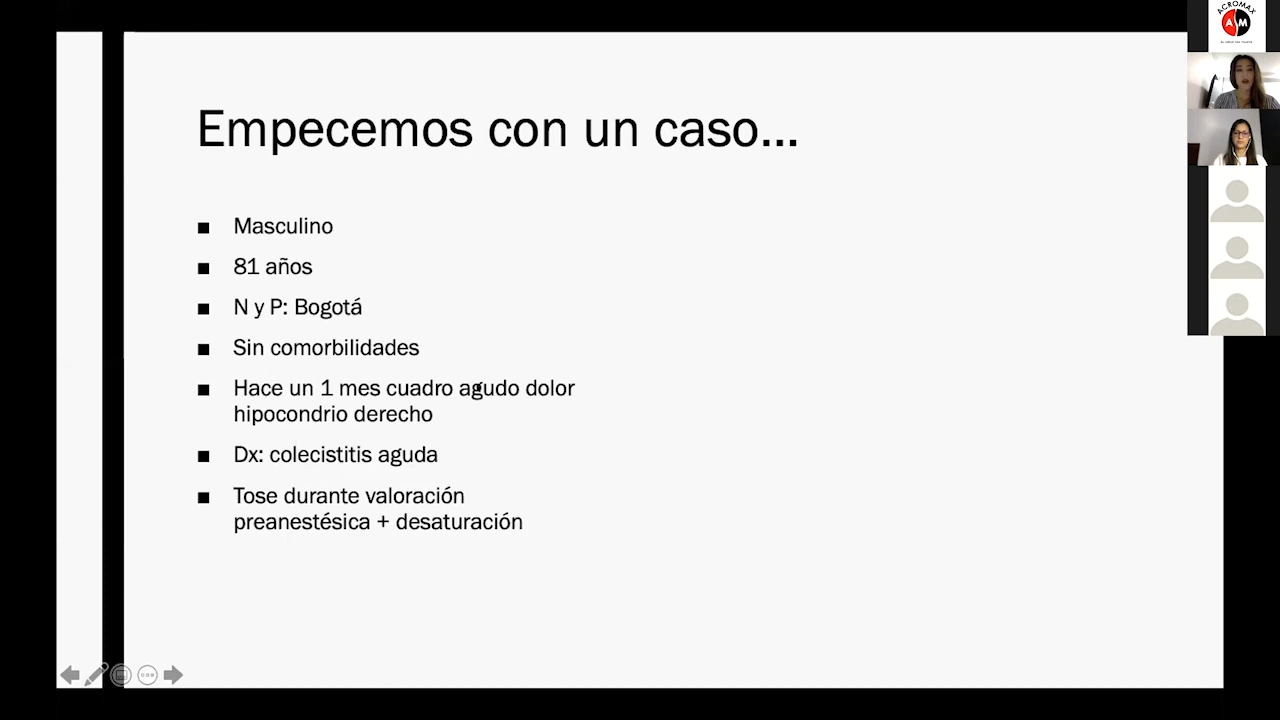 Empecemos con un caso...
Masculino
81 años
N y P: Bogotá
Sin comorbilidades
Hace un 1 mes cuadro agudo dolor
hipocondrio derecho
Dx: colecistitis aguda
Tose durante valoración
preanestésica + desaturación
ACROMAX
A M